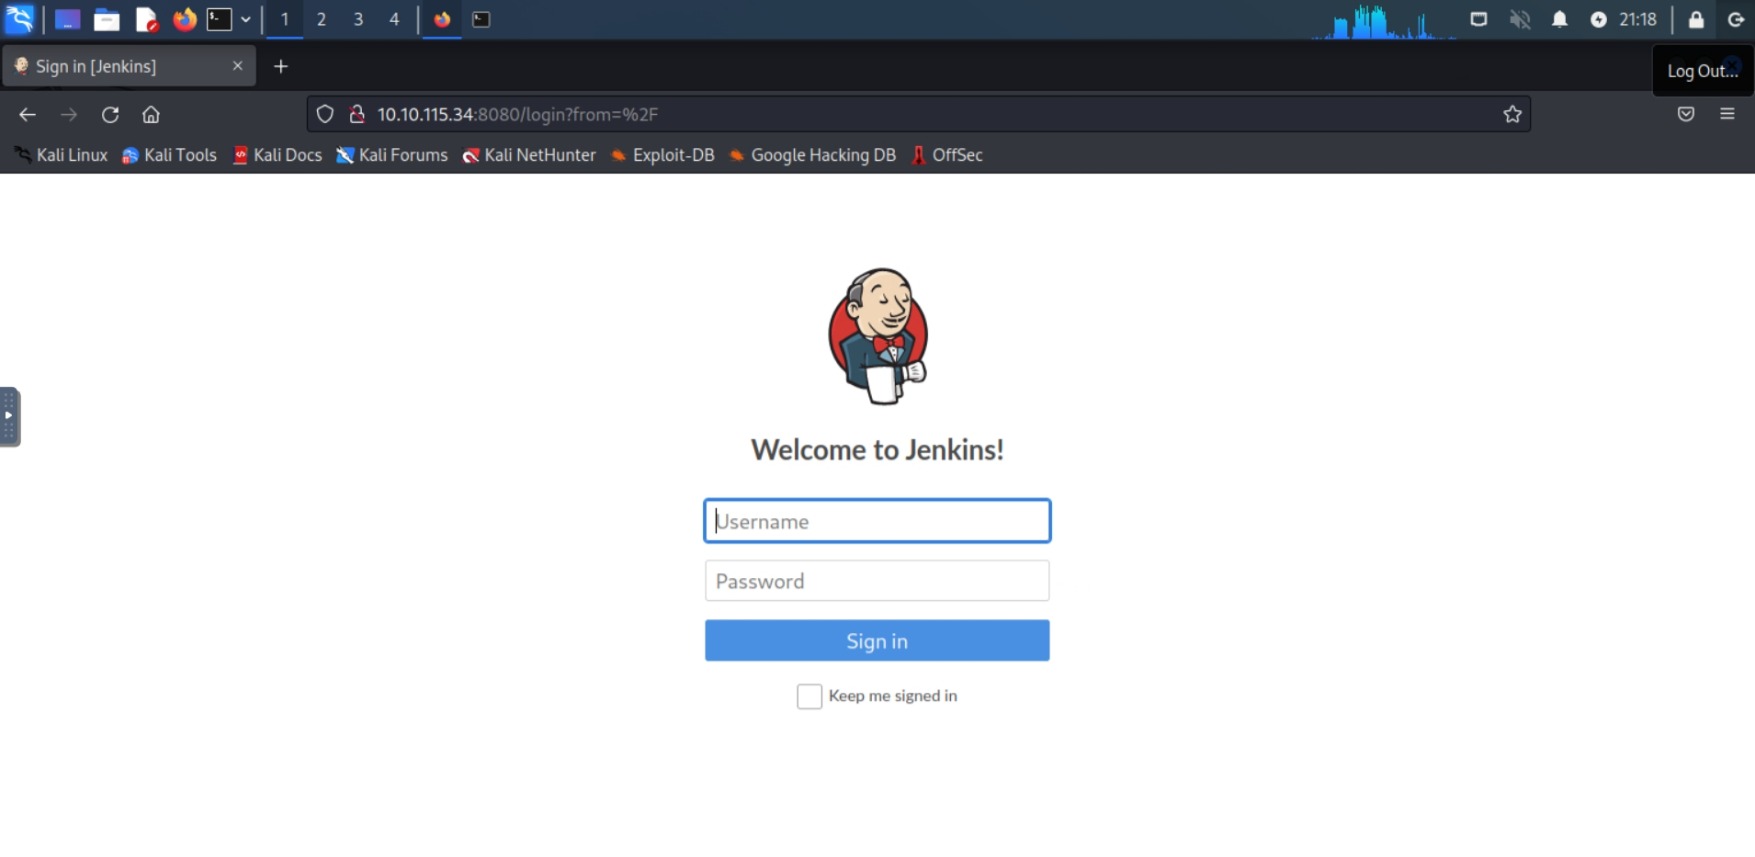 1 2 3 4 21:18
Sign in [Jenkins]
Log Out...
10.10.115.34:8080/login?from=%2F
Kali Linux Kali Tools Kali Docs Kali Forums Kali NetHunter Exploit-DB Google Hacking DB OffSec
Welcome to Jenkins!
Username
Password
Sign in
Keep me signed in